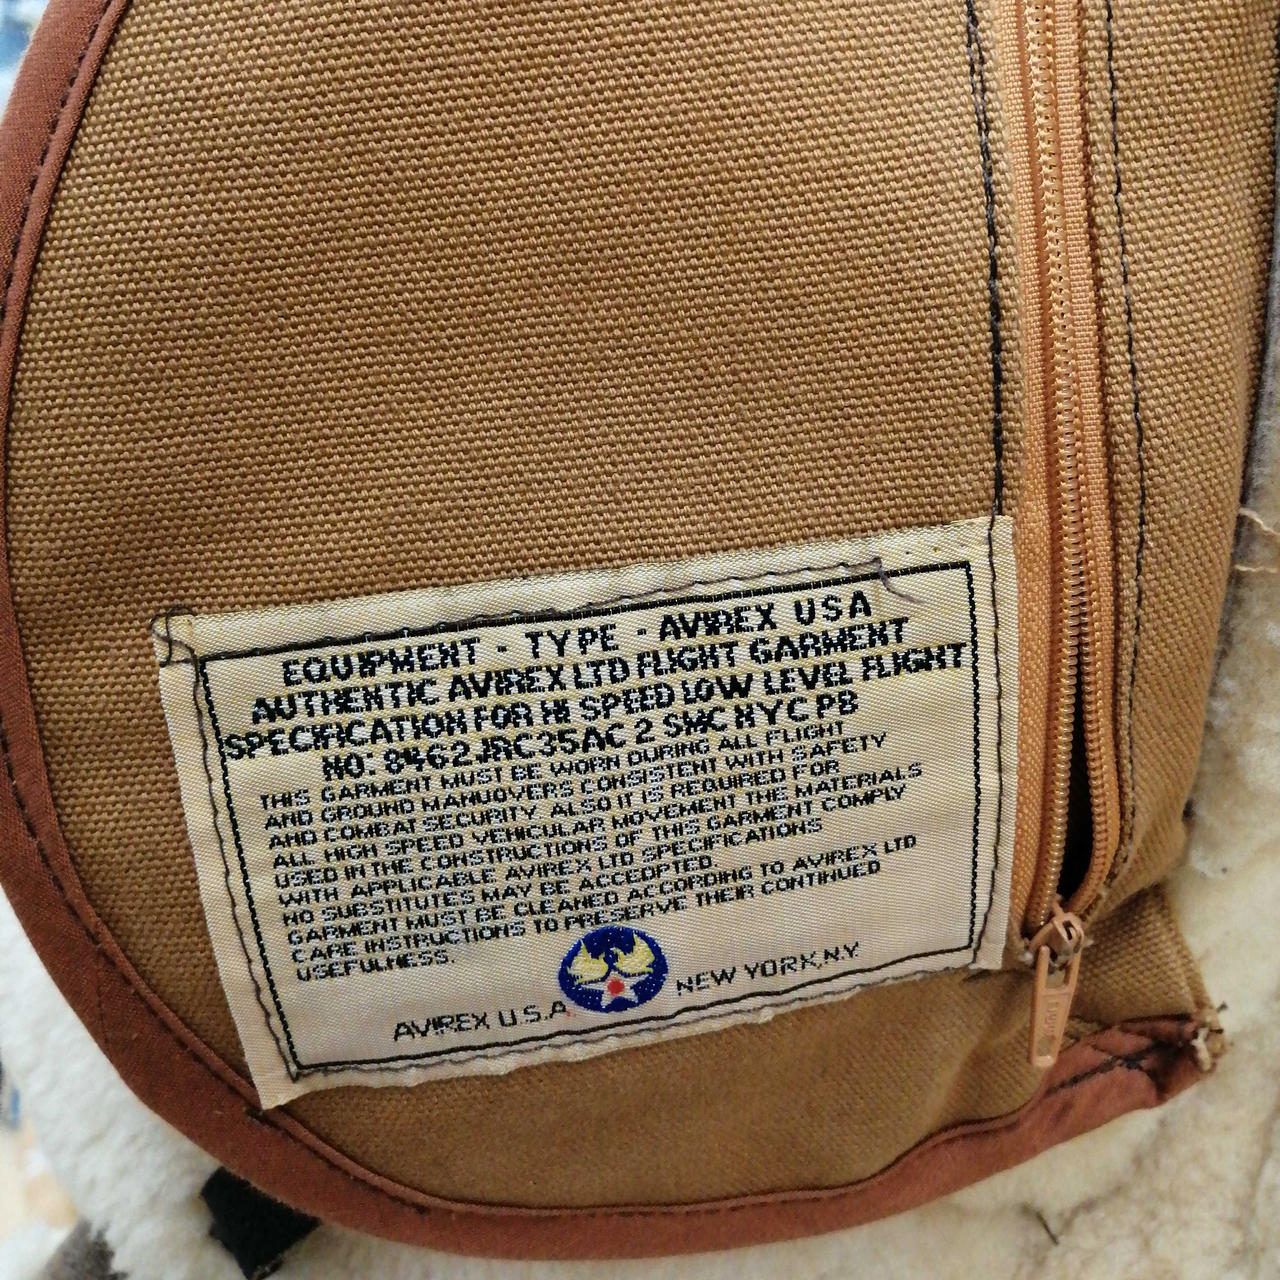 EQUIPMENT - TYPE - AVIREX USA
AUTHENTIC AVIREX LTD FLIGHT GARMENT
SPECIFICATION FOR HI SPEED LOW LEVEL FLIGHT
NO: 8462JRC35AC 2 SMC NYC PB
THIS GARMENT MUST BE WORN DURING ALL FLIGHT
AND GROUND MANUOVERS CONSISTENT WITH SAFETY
AND COMBAT SECURITY. ALSO IT IS REQUIRED FOR
ALL HIGH SPEED VEHICULAR MOVEMENT THE MATERIALS
USED IN THE CONSTRUCTIONS OF THIS GARMENT COMPLY
WITH APPLICABLE AVIREX LTD SPECIFICATIONS
NO SUBSTITUTES MAY BE ACCEOPTED.
GARMENT MUST BE CLEANED ACCORDING TO AVIREX LTD
CARE INSTRUCTIONS TO PRESERVE THEIR CONTINUED
USEFULNESS.
AVIREX U.S.A. NEW YORK,N.Y.